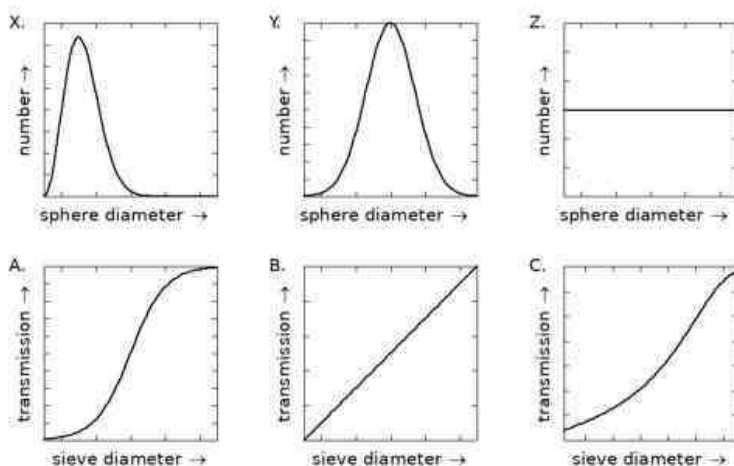 X.
number →
sphere diameter →
Y.
number →
sphere diameter →
Z.
number →
sphere diameter →
A.
transmission →
sieve diameter →
B.
transmission →
sieve diameter →
C.
transmission →
sieve diameter →